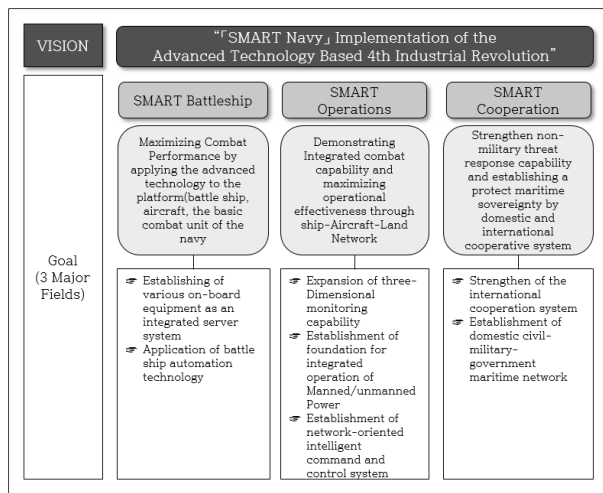 VISION
“「SMART Navy」 Implementation of the
Advanced Technology Based 4th Industrial Revolution”
Goal
(3 Major
Fields)
SMART Battleship
Maximizing Combat
Performance by
applying the advanced
technology to the
platform(battle ship,
aircraft, the basic
combat unit of the
navy
☞ Establishing of
various on-board
equpment as an
integrated server
system
☞ Application of battle
ship automation
technology
SMART
Operations
Demonstrating
Integrated combat
capability and
maximizing
operational
effectiveness through
ship-Aircraft-Land
Network
☞ Expansion of three-
Dimensional
monitoring
capability
☞ Establishment of
foundation for
integrated
operation of
Manned/unmanned
Power
☞ Establishment of
network-oriented
intelligent
command and
control system
SMART
Cooperation
Strengthen non-
military threat
response capability
and establishing a
protect maritime
sovereignty by
domestic and
international
cooperative system
☞ Strengthen of the
international
cooperation system
☞ Establishment of
domestic civil-
military-
government
maritime network